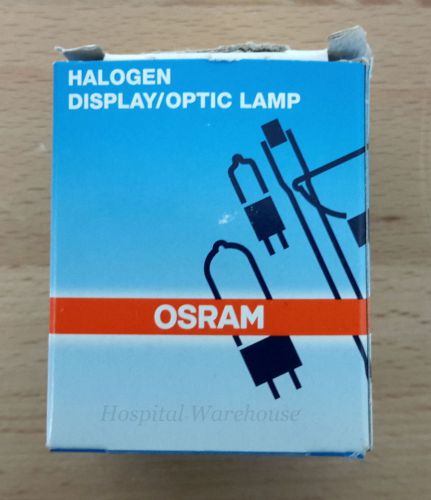 HALOGEN
DISPLAY/OPTIC LAMP
OSRAM
Hospital Warehouse